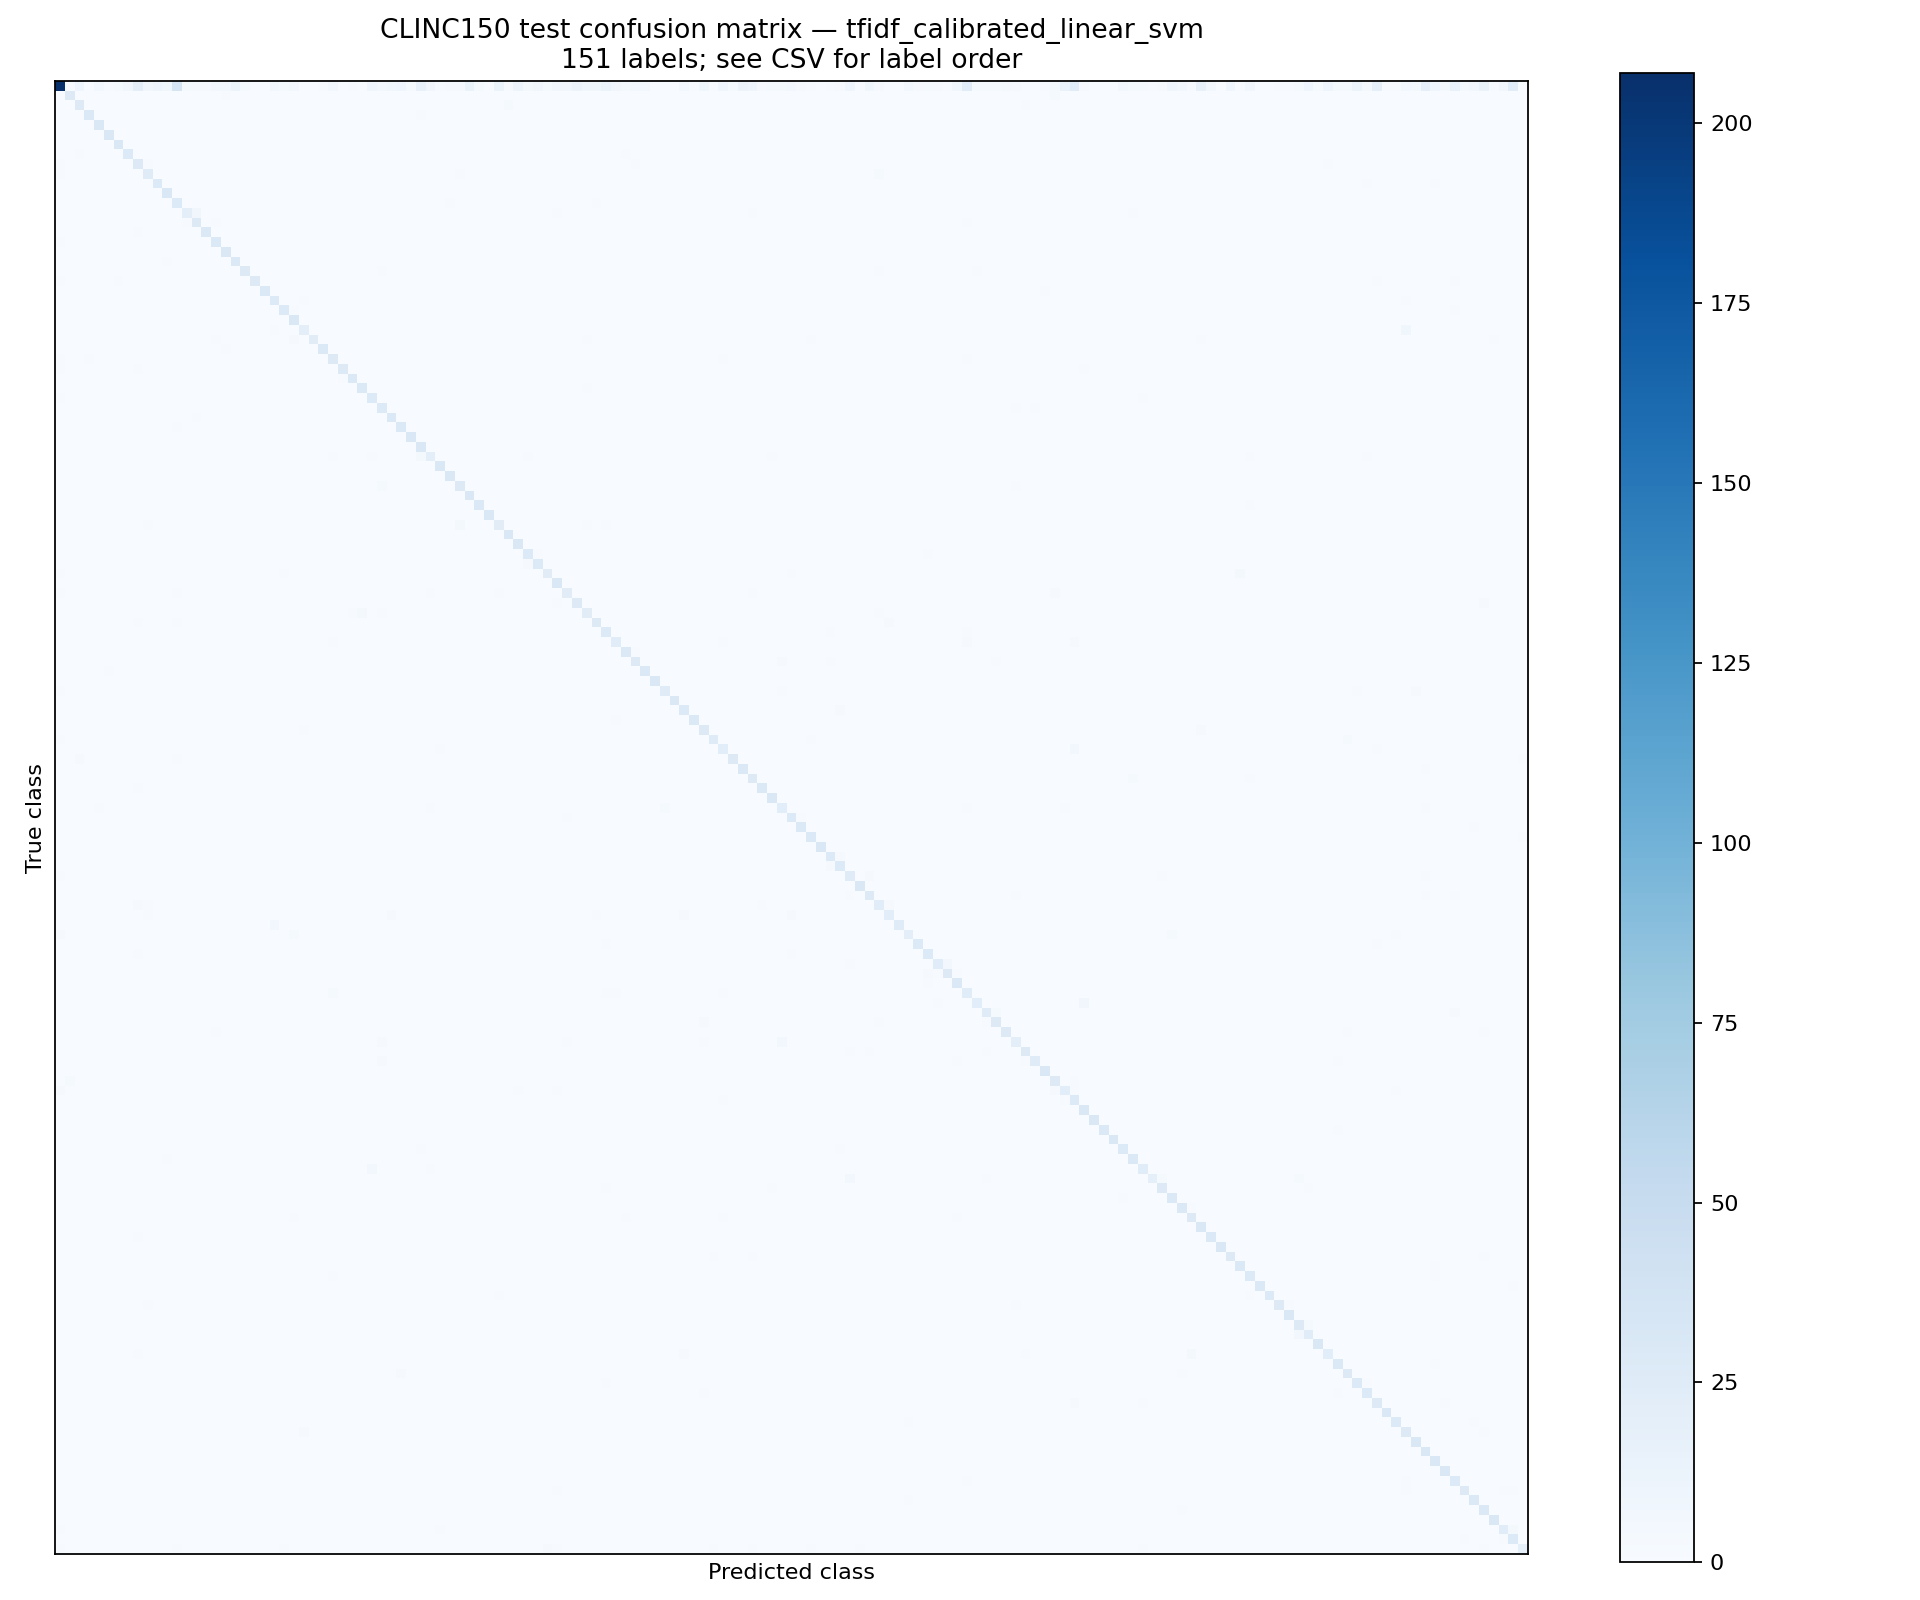 CLINC150 test confusion matrix — tfidf_calibrated_linear_svm
151 labels; see CSV for label order
True class
Predicted class
200
175
150
125
100
75
50
25
0